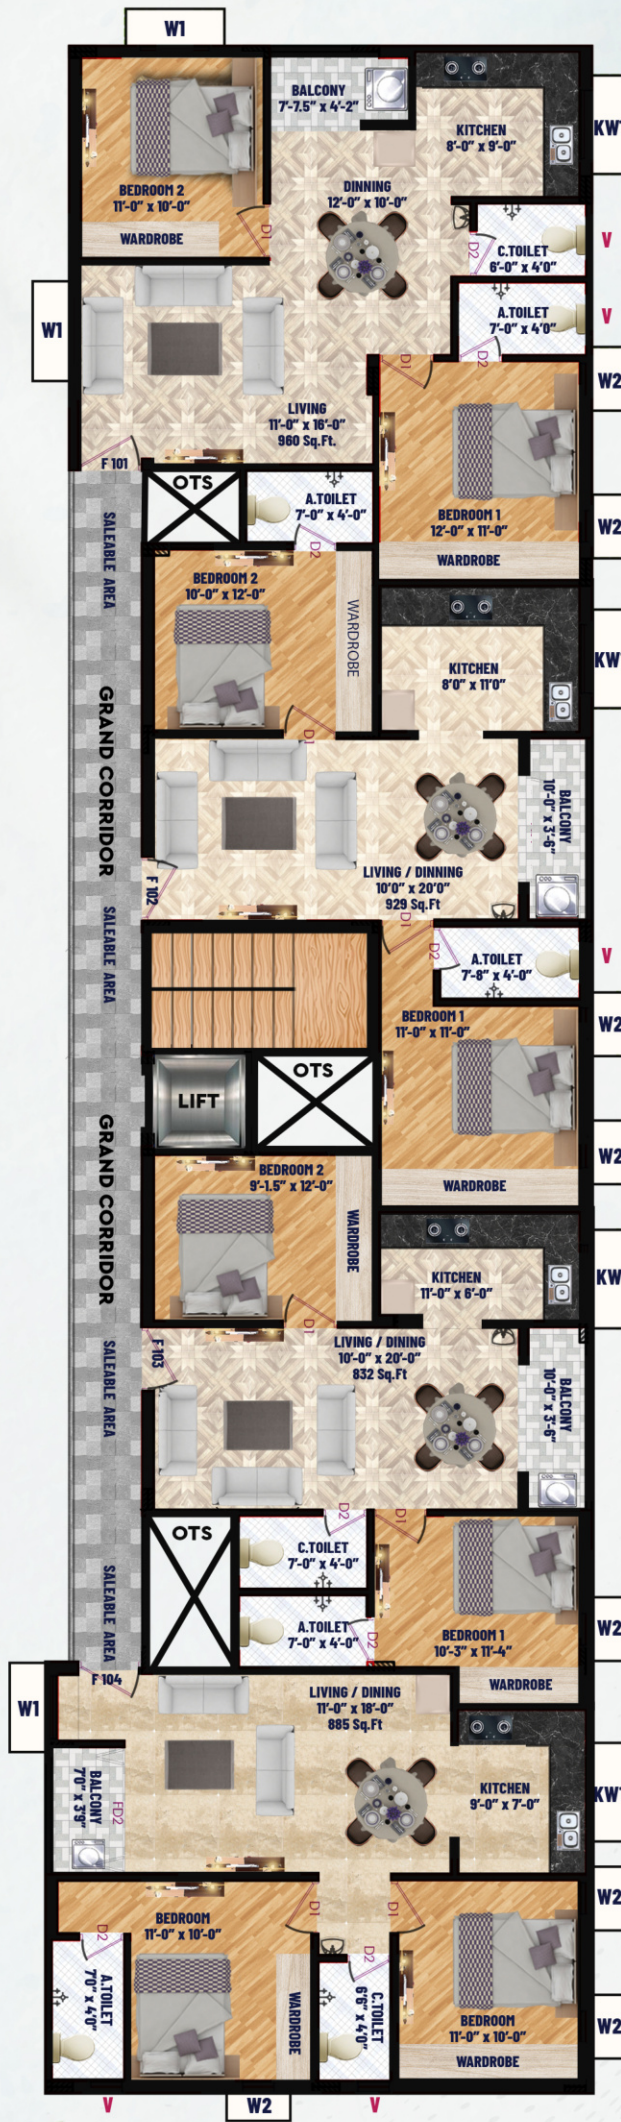 W1
BALCONY
7'-7.5" x 4'-2"
KITCHEN
8'-0" x 9'-0"
KW1
BEDROOM 2
11'-0" x 10'-0"
WARDROBE
DINNING
12'-0" x 10'-0"
D1
D2
C.TOILET
6'-0" x 4'0"
V
A.TOILET
7'-0" x 4'0"
V
W1
D1
D2
W2
LIVING
11'-0" x 16'-0"
960 Sq.Ft.
F 101
OTS
A.TOILET
7'-0" x 4'-0"
BEDROOM 1
12'-0" x 11'-0"
W2
WARDROBE
SALEABLE AREA
D2
BEDROOM 2
10'-0" x 12'-0"
WARDROBE
KITCHEN
8'0" x 11'0"
KW1
GRAND CORRIDOR
D1
BALCONY
10'-0" x 3'-6"
LIVING / DINNING
10'0" x 20'0"
929 Sq.Ft
F 102
SALEABLE AREA
D1
D2
A.TOILET
7'-8" x 4'-0"
V
BEDROOM 1
11'-0" x 11'-0"
W2
OTS
LIFT
GRAND CORRIDOR
W2
BEDROOM 2
9'-1.5" x 12'-0"
WARDROBE
WARDROBE
KITCHEN
11'-0" x 6'-0"
KW
D1
F 103
LIVING / DINING
10'-0" x 20'-0"
832 Sq.Ft
SALEABLE AREA
BALCONY
10'-0" x 3'-6"
OTS
D2
D1
C.TOILET
7'-0" x 4'-0"
SALEABLE AREA
A.TOILET
7'-0" x 4'-0"
D2
BEDROOM 1
10'-3" x 11'-4"
W2
WARDROBE
F 104
W1
LIVING / DINING
11'-0" x 18'-0"
885 Sq.Ft
BALCONY
7'0" x 3'9"
FD2
KITCHEN
9'-0" x 7'-0"
KW1
BEDROOM
11'-0" x 10'-0"
D1
D1
W2
D2
D2
A.TOILET
7'0" x 4'0"
WARDROBE
C.TOILET
6'6" x 4'0"
BEDROOM
11'-0" x 10'-0"
W2
WARDROBE
V
W2
V